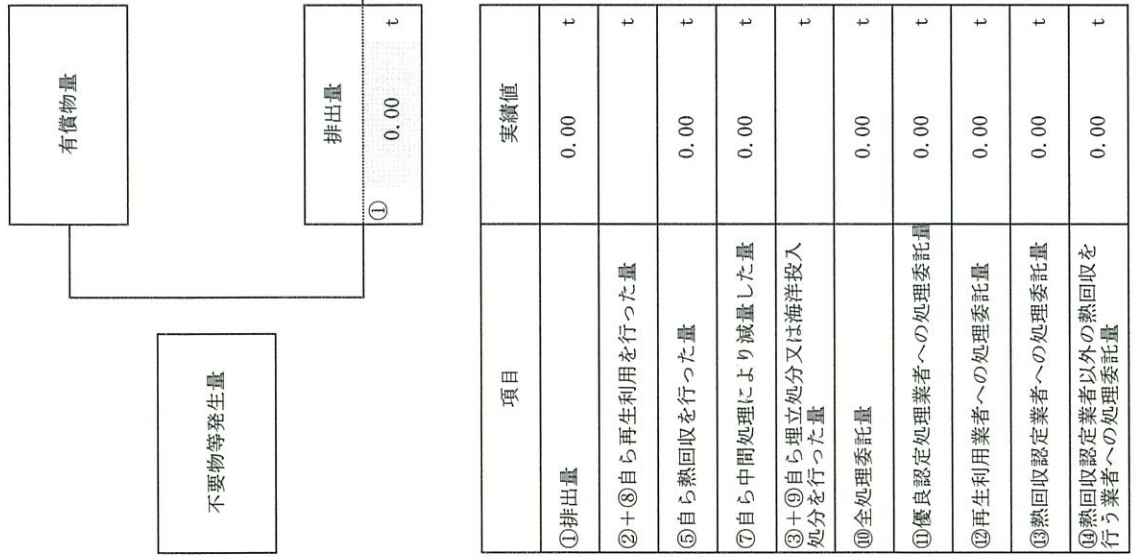 有償物量
不要物等発生量
排出量
① 0.00 t
項目 実績値
①排出量 0.00 t
②+⑧自ら再生利用を行った量 t
⑤自ら熱回収を行った量 0.00 t
⑦自ら中間処理により減量した量 0.00 t
③+⑨自ら埋立処分又は海洋投入
処分を行った量 t
⑩全処理委託量 0.00 t
⑪優良認定処理業者への処理委託量 0.00 t
⑫再生利用業者への処理委託量 0.00 t
⑬熱回収認定業者への処理委託量 0.00 t
⑭熱回収認定業者以外の熱回収を
行う業者への処理委託量 0.00 t